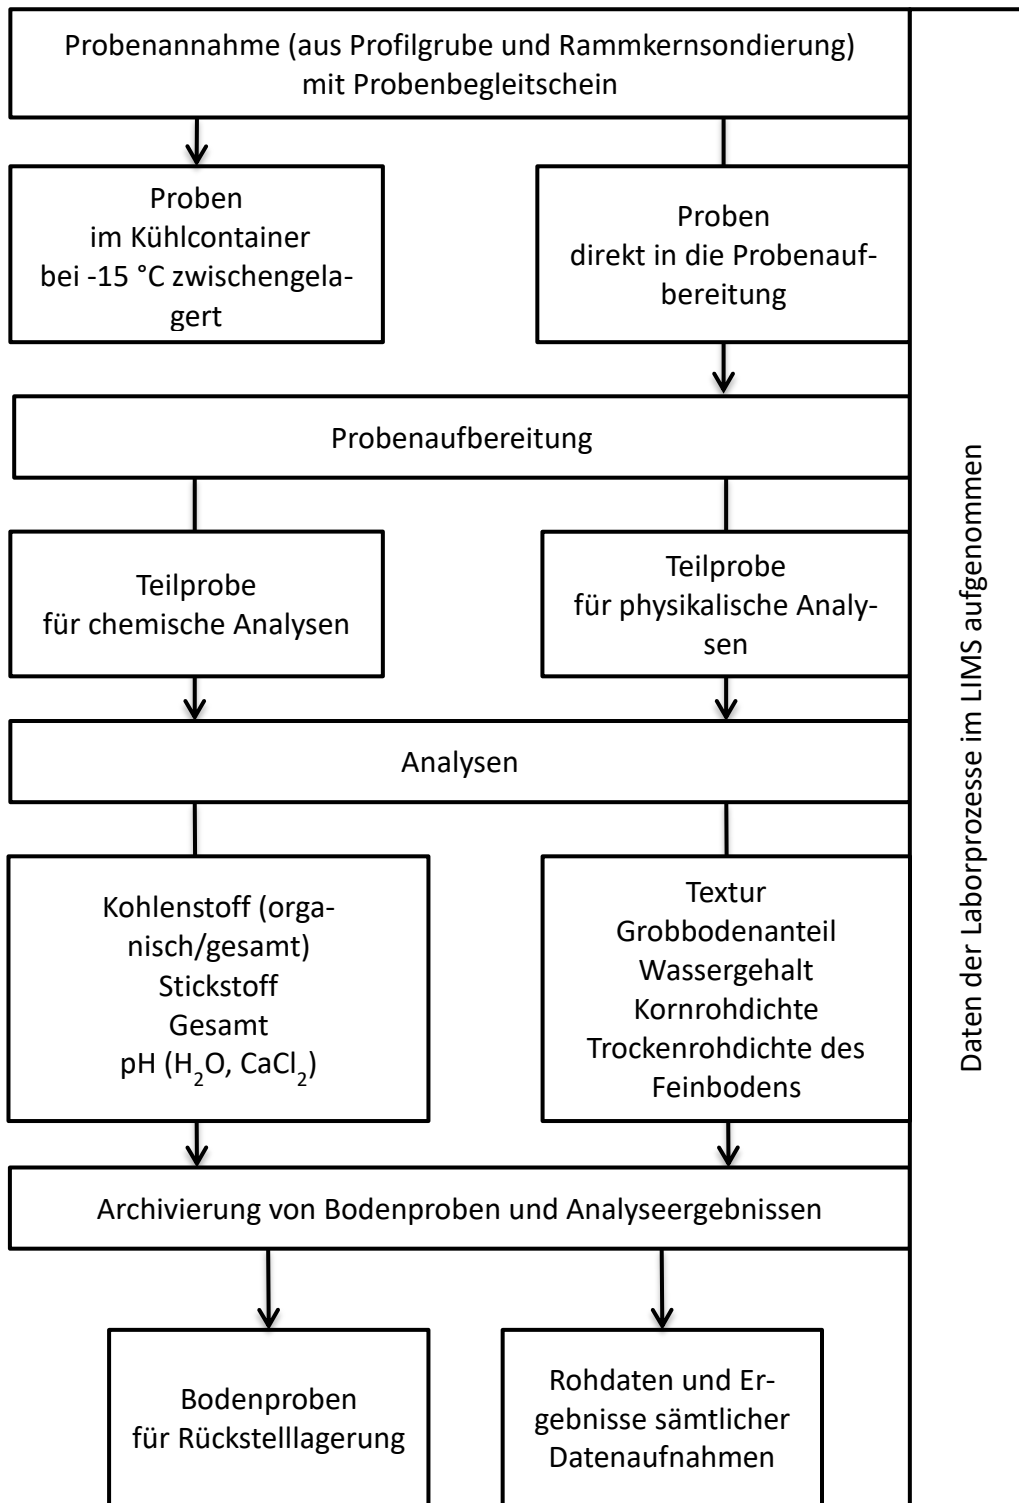 Probenannahme (aus Profilgrube und Rammkernsondierung)
mit Probenbegleitschein
Proben
im Kühlcontainer
bei -15 °C zwischengela-
gert
Proben
direkt in die Probenauf-
bereitung
Probenaufbereitung
Teilprobe
für chemische Analysen
Teilprobe
für physikalische Analy-
sen
Analysen
Kohlenstoff (orga-
nisch/gesamt)
Stickstoff
Gesamt
pH (H₂O, CaCl₂)
Textur
Grobbodenanteil
Wassergehalt
Kornrohdichte
Trockenrohdichte des
Feinbodens
Archivierung von Bodenproben und Analyseergebnissen
Bodenproben
für Rückstelllagerung
Rohdaten und Er-
gebnisse sämtlicher
Datenaufnahmen
Daten der Laborprozesse im LIMS aufgenommen